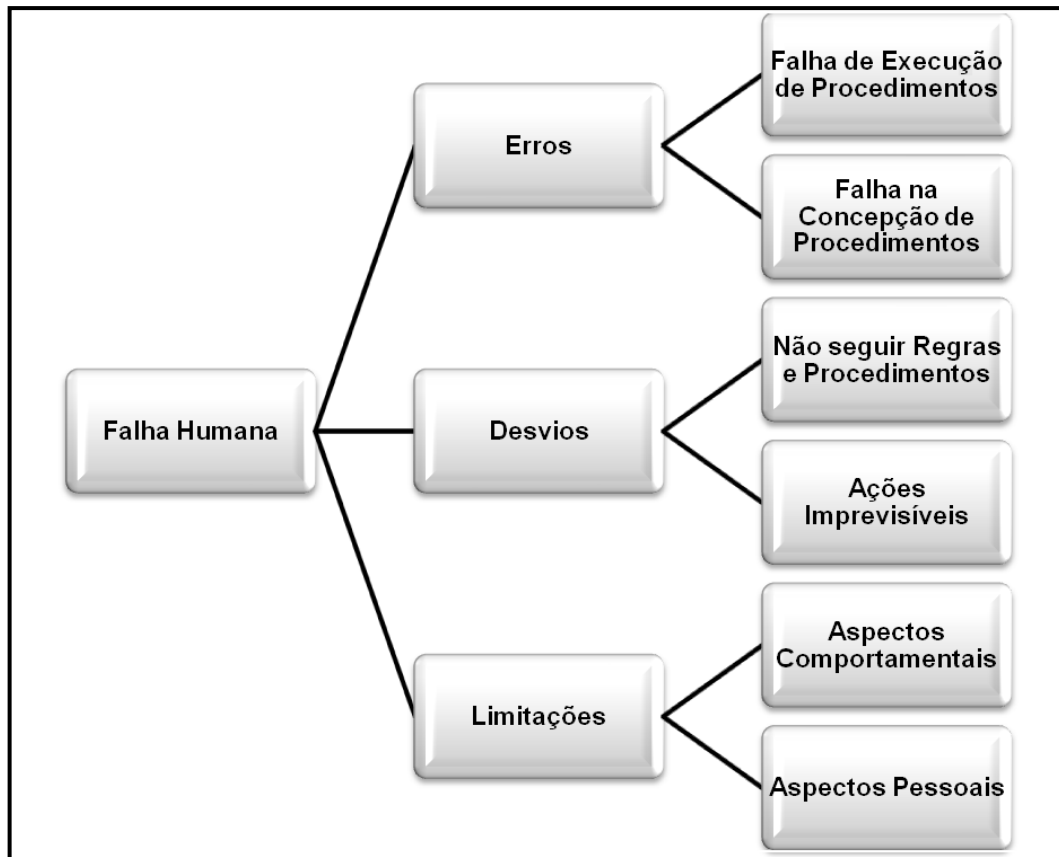 Falha Humana
Erros
Falha de Execução
de Procedimentos
Falha na
Concepção de
Procedimentos
Desvios
Não seguir Regras
e Procedimentos
Ações
Imprevisíveis
Limitações
Aspectos
Comportamentais
Aspectos Pessoais